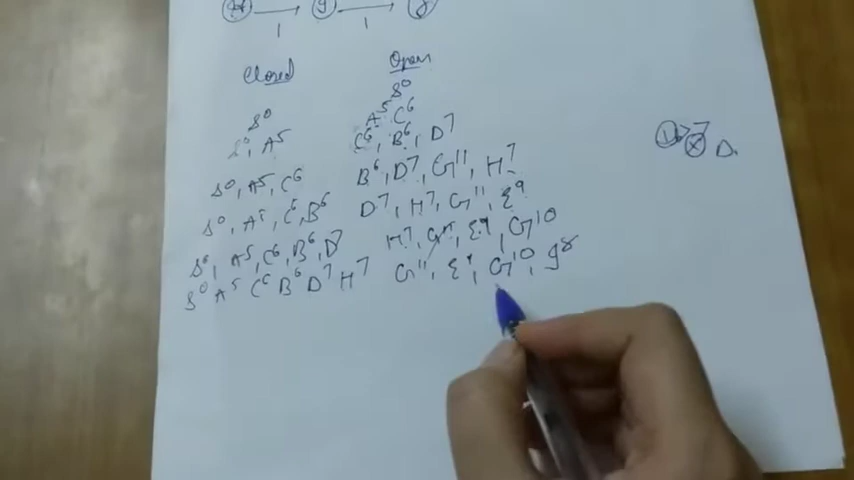 H g g
1 1
Closed Open
S⁰
S⁰ A⁵ C⁶
S⁰, A⁵ C⁶, B⁶, D⁷
S⁰, A⁵, C⁶ B⁶, D⁷, G¹¹, H⁷
S⁰, A⁵, C⁶, B⁶ D⁷, H⁷, G¹¹, E⁹
S⁰, A⁵, C⁶, B⁶, D⁷ H⁷, G¹¹, E⁹, G¹⁰
S⁰ A⁵ C⁶ B⁶ D⁷ H⁷ G¹¹, E⁹, G¹⁰, g⁸
D.